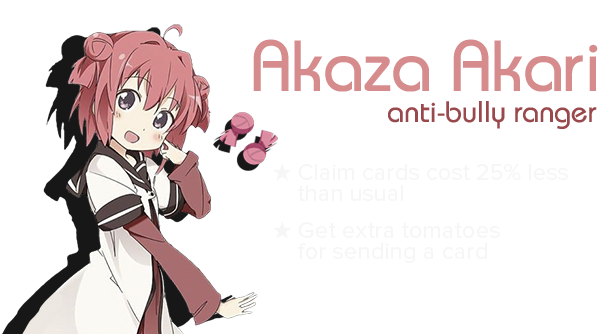 Akaza Akari
anti-bully ranger
★ Claim cards cost 25% less
than usual
★ Get extra tomatoes
for sending a card